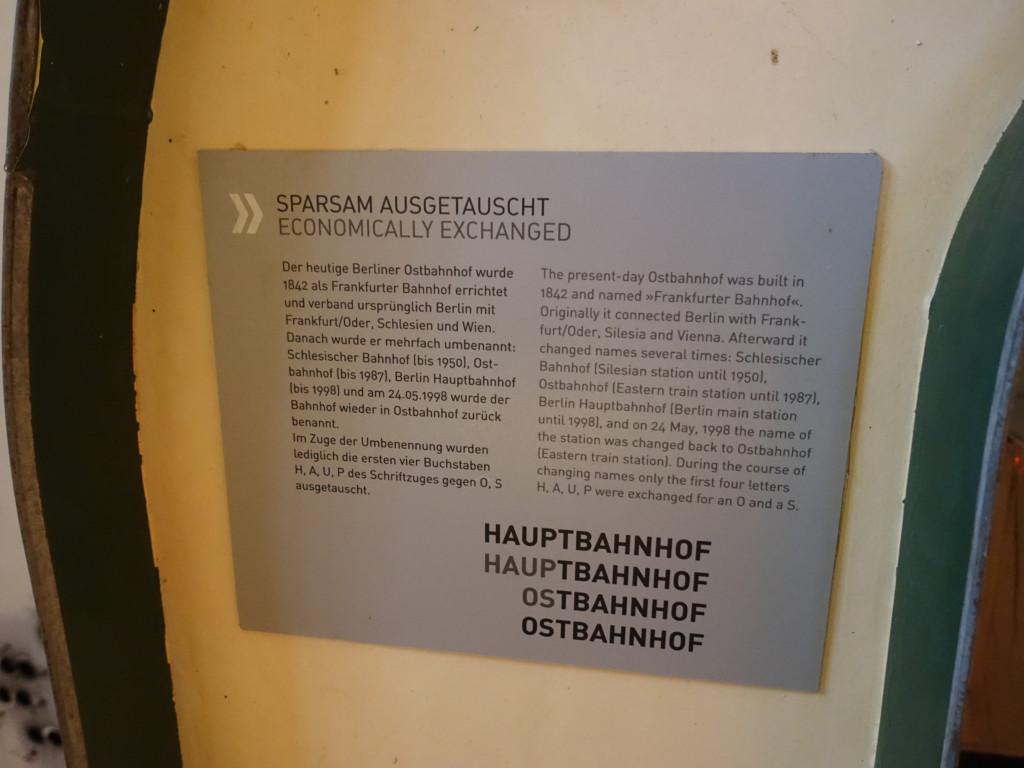 SPARSAM AUSGETAUSCHT
ECONOMICALLY EXCHANGED
Der heutige Berliner Ostbahnhof wurde
1842 als Frankfurter Bahnhof errichtet
und verband ursprünglich Berlin mit
Frankfurt/Oder, Schlesien und Wien.
Danach wurde er mehrfach umbenannt:
Schlesischer Bahnhof (bis 1950), Ost-
bahnhof (bis 1987), Berlin Hauptbahnhof
(bis 1998) und am 24.05.1998 wurde der
Bahnhof wieder in Ostbahnhof zurück
benannt.
Im Zuge der Umbenennung wurden
lediglich die ersten vier Buchstaben
H, A, U, P des Schriftzuges gegen O, S
ausgetauscht.
The present-day Ostbahnhof was built in
1842 and named »Frankfurter Bahnhof«.
Originally it connected Berlin with Frank-
furt/Oder, Silesia and Vienna. Afterward it
changed names several times: Schlesischer
Bahnhof (Silesian station until 1950),
Ostbahnhof (Eastern train station until 1987),
Berlin Hauptbahnhof (Berlin main station
until 1998), and on 24 May, 1998 the name of
the station was changed back to Ostbahnhof
(Eastern train station). During the course of
changing names only the first four letters
H, A, U, P were exchanged for an O and a S.
HAUPTBAHNHOF
HAUPTBAHNHOF
OSTBAHNHOF
OSTBAHNHOF